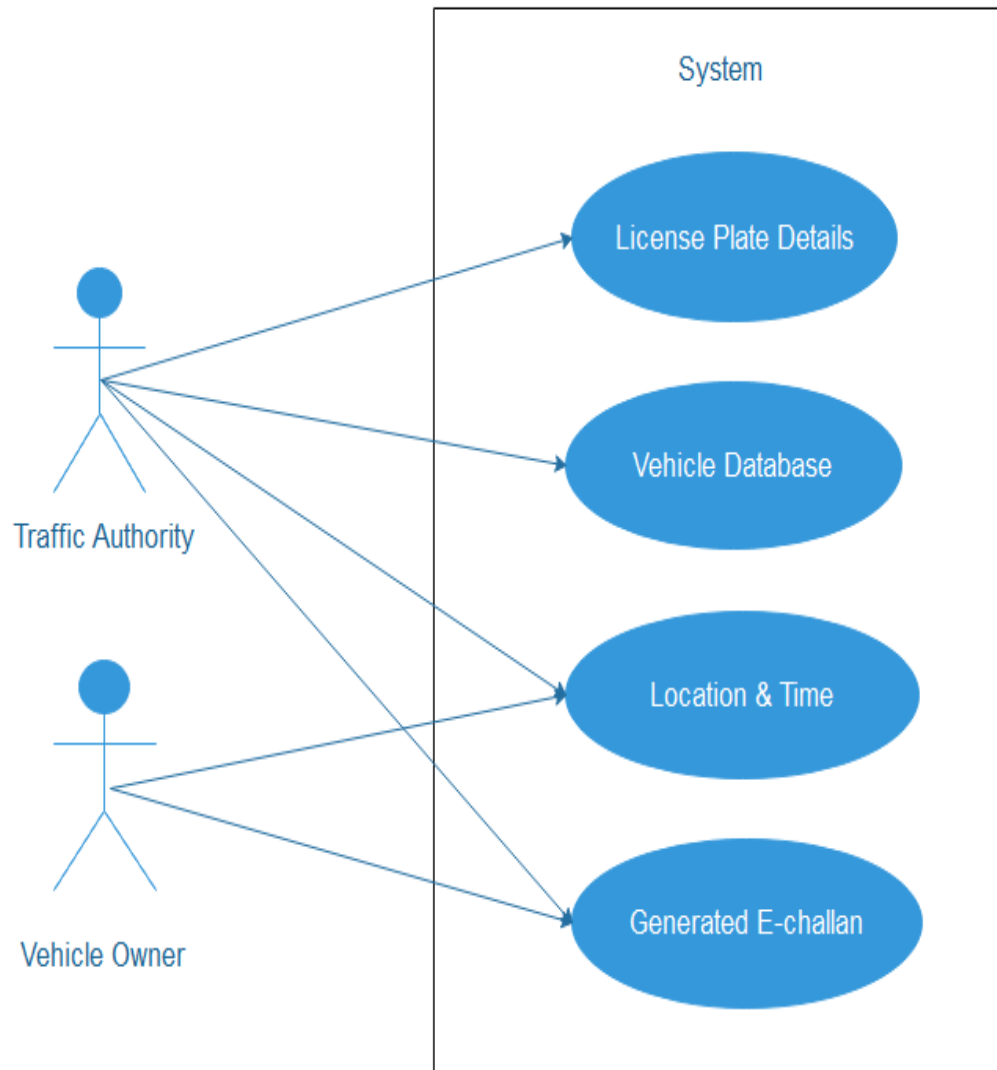 System
License Plate Details
Vehicle Database
Traffic Authority
Location & Time
Generated E-challan
Vehicle Owner